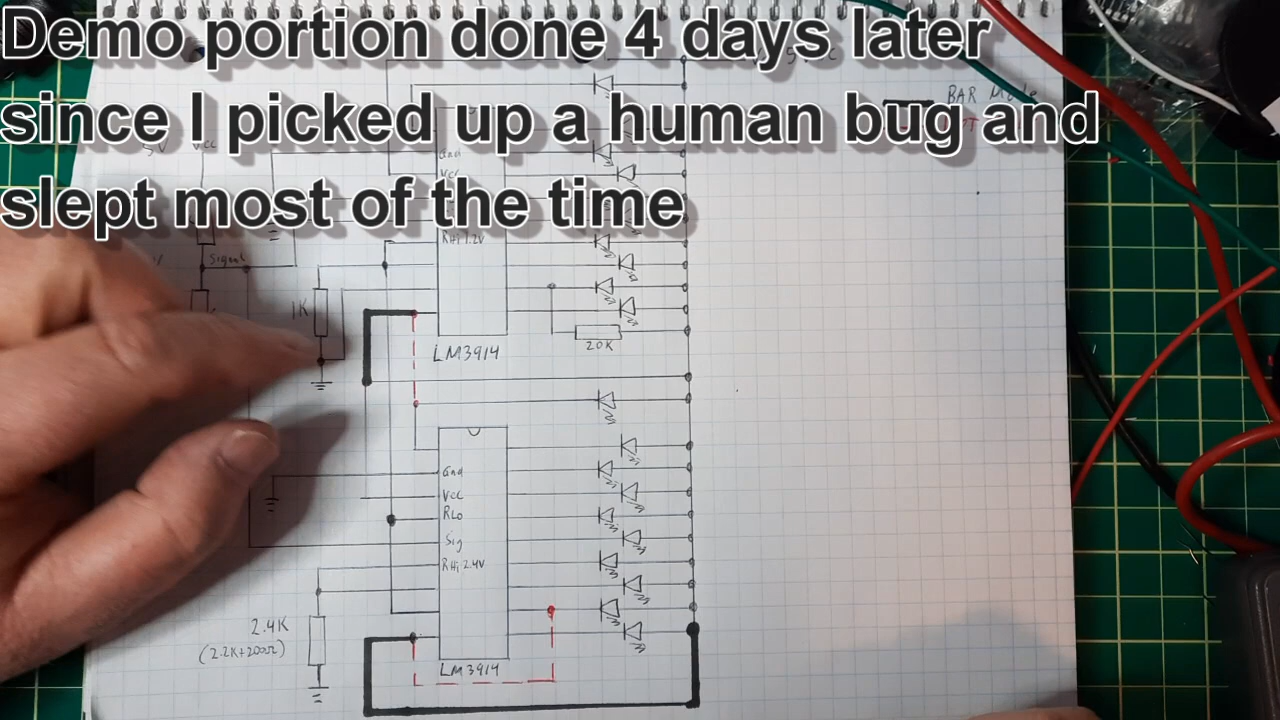 Demo portion done 4 days later
since I picked up a human bug and
slept most of the time
BAR Mode
5V
Vcc
Gnd
Vcc
Signal
RHi 1.2V
1K
20K
LM3914
Gnd
Vcc
RLo
Sig
RHi 2.4V
2.4K
(2.2K+200Ω)
LM3914